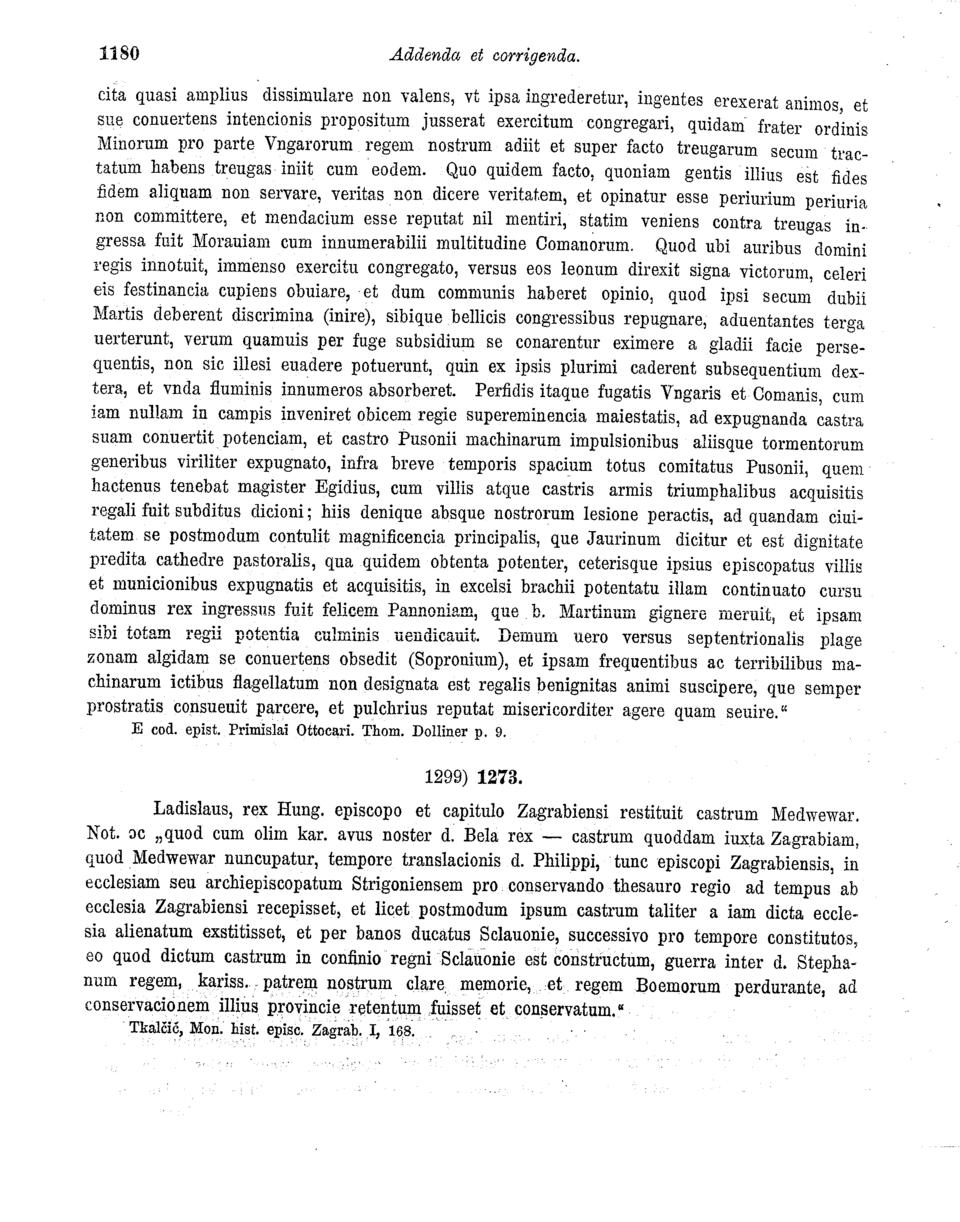 1180 Addenda et corrigenda.
cita quasi amplius dissimulare non valens, vt ipsa ingrederetur, ingentes erexerat animos, et
sue conuertens intencionis propositum jusserat exercitum congregari, quidam frater ordinis
Minorum pro parte Vngarorum regem nostrum adiit et super facto treugarum secum trac-
tatum habens treugas iniit cum eodem. Quo quidem facto, quoniam gentis illius est fides
fidem aliquam non servare, veritas non dicere veritatem, et opinatur esse periurium periuria
non committere, et mendacium esse reputat nil mentiri, statim veniens contra treugas in-
gressa fuit Morauiam cum innumerabilii multitudine Comanorum. Quod ubi auribus domini
regis innotuit, immenso exercitu congregato, versus eos leonum direxit signa victorum, celeri
eis festinancia cupiens obuiare, et dum communis haberet opinio, quod ipsi secum dubii
Martis deberent discrimina (inire), sibique bellicis congressibus repugnare, aduentantes terga
uerterunt, verum quamuis per fuge subsidium se conarentur eximere a gladii facie perse-
quentis, non sic illesi euadere potuerunt, quin ex ipsis plurimi caderent subsequentium dex-
tera, et vnda fluminis innumeros absorberet. Perfidis itaque fugatis Vngaris et Comanis, cum
iam nullam in campis inveniret obicem regie supereminencia maiestatis, ad expugnanda castra
suam conuertit potenciam, et castro Pusonii machinarum impulsionibus aliisque tormentorum
generibus viriliter expugnato, infra breve temporis spacium totus comitatus Pusonii, quem
hactenus tenebat magister Egidius, cum villis atque castris armis triumphalibus acquisitis
regali fuit subditus dicioni; hiis denique absque nostrorum lesione peractis, ad quandam ciui-
tatem se postmodum contulit magnificencia principalis, que Jaurinum dicitur et est dignitate
predita cathedre pastoralis, qua quidem obtenta potenter, ceterisque ipsius episcopatus villis
et municionibus expugnatis et acquisitis, in excelsi brachii potentatu illam continuato cursu
dominus rex ingressus fuit felicem Pannoniam, que b. Martinum gignere meruit, et ipsam
sibi totam regii potentia culminis uendicauit. Demum uero versus septentrionalis plage
zonam algidam se conuertens obsedit (Sopronium), et ipsam frequentibus ac terribilibus ma-
chinarum ictibus flagellatum non designata est regalis benignitas animi suscipere, que semper
prostratis consueuit parcere, et pulchrius reputat misericorditer agere quam seuire.“
E cod. epist. Primislai Ottocari. Thom. Dolliner p. 9.
1299) 1273.
Ladislaus, rex Hung. episcopo et capitulo Zagrabiensi restituit castrum Medwewar.
Not. ɔc „quod cum olim kar. avus noster d. Bela rex — castrum quoddam iuxta Zagrabiam,
quod Medwewar nuncupatur, tempore translacionis d. Philippi, tunc episcopi Zagrabiensis, in
ecclesiam seu archiepiscopatum Strigoniensem pro conservando thesauro regio ad tempus ab
ecclesia Zagrabiensi recepisset, et licet postmodum ipsum castrum taliter a iam dicta eccle-
sia alienatum exstitisset, et per banos ducatus Sclauonie, successivo pro tempore constitutos,
eo quod dictum castrum in confinio regni Sclauonie est constructum, guerra inter d. Stepha-
num regem, kariss. patrem nostrum clare memorie, et regem Boemorum perdurante, ad
conservacionem illius provincie retentum fuisset et conservatum.“
Tkalčić, Mon. hist. episc. Zagrab. I, 168.